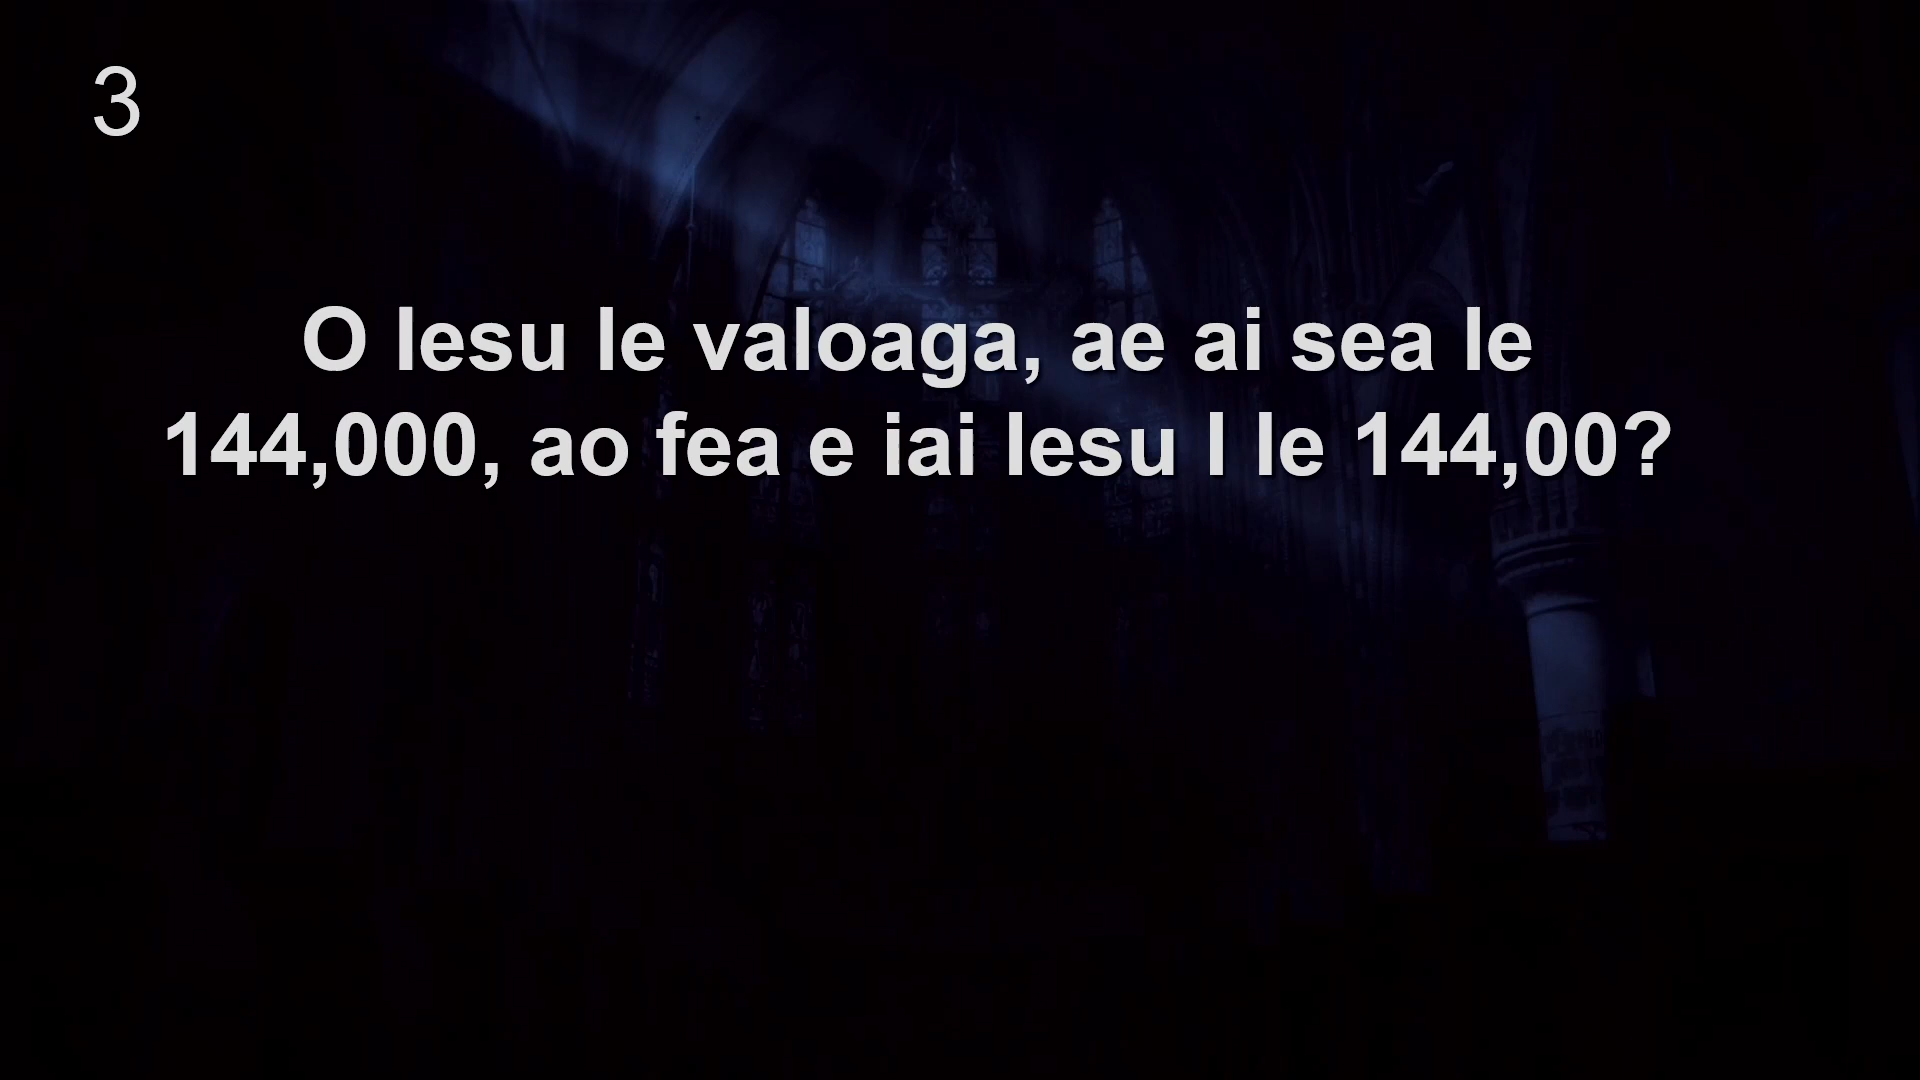 3
O Iesu le valoaga, ae ai sea le
144,000, ao fea e iai Iesu I le 144,00?